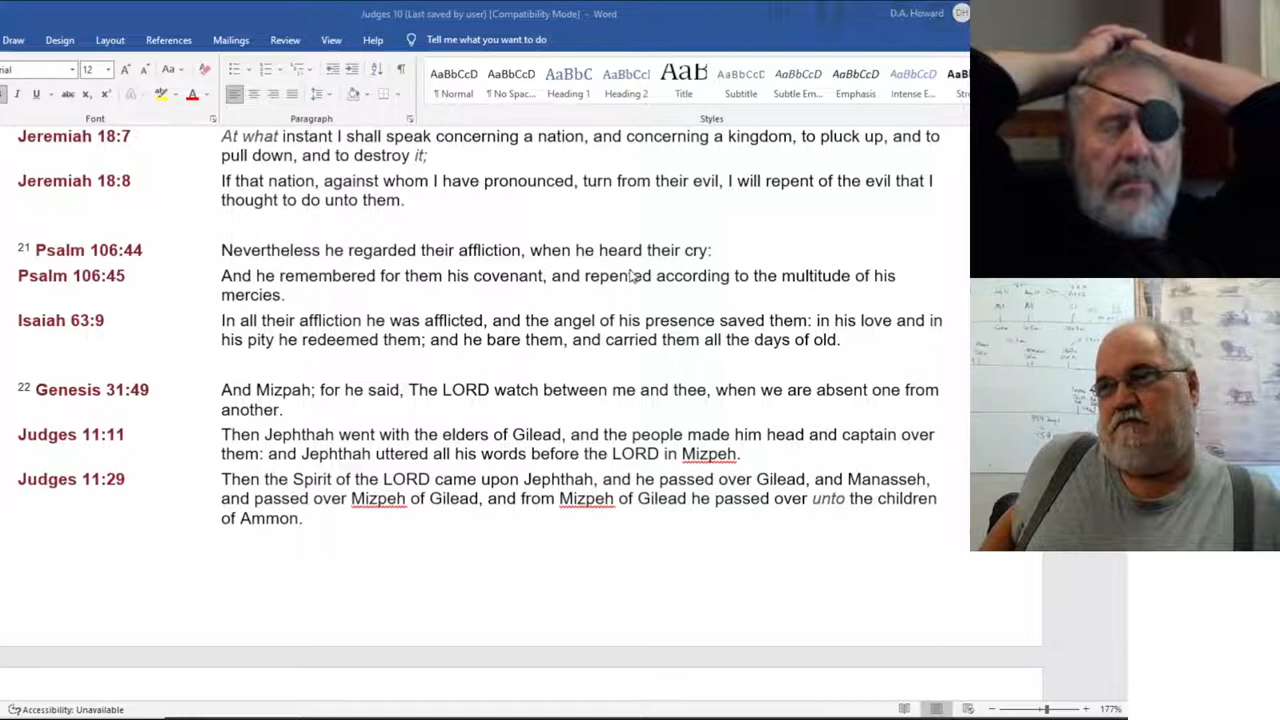 Judges 10 (Last saved by user) [Compatibility Mode] - Word
D.A. Howard
DH
Draw Design Layout References Mailings Review View Help Tell me what you want to do
12
Aa
I U abc X₂ X² A A
AaBbCcD AaBbCcD AaBbC AaBbCcI AaB AaBbCcD AaBbCcD AaBbCcD AaBbCcD AaB
¶ Normal ¶ No Spac... Heading 1 Heading 2 Title Subtitle Subtle Em... Emphasis Intense E... Stro
Font Paragraph Styles
Jeremiah 18:7 At what instant I shall speak concerning a nation, and concerning a kingdom, to pluck up, and to
pull down, and to destroy it;
Jeremiah 18:8 If that nation, against whom I have pronounced, turn from their evil, I will repent of the evil that I
thought to do unto them.
21 Psalm 106:44 Nevertheless he regarded their affliction, when he heard their cry:
Psalm 106:45 And he remembered for them his covenant, and repented according to the multitude of his
mercies.
Isaiah 63:9 In all their affliction he was afflicted, and the angel of his presence saved them: in his love and in
his pity he redeemed them; and he bare them, and carried them all the days of old.
22 Genesis 31:49 And Mizpah; for he said, The LORD watch between me and thee, when we are absent one from
another.
Judges 11:11 Then Jephthah went with the elders of Gilead, and the people made him head and captain over
them: and Jephthah uttered all his words before the LORD in Mizpeh.
Judges 11:29 Then the Spirit of the LORD came upon Jephthah, and he passed over Gilead, and Manasseh,
and passed over Mizpeh of Gilead, and from Mizpeh of Gilead he passed over unto the children
of Ammon.
Accessibility: Unavailable
177%